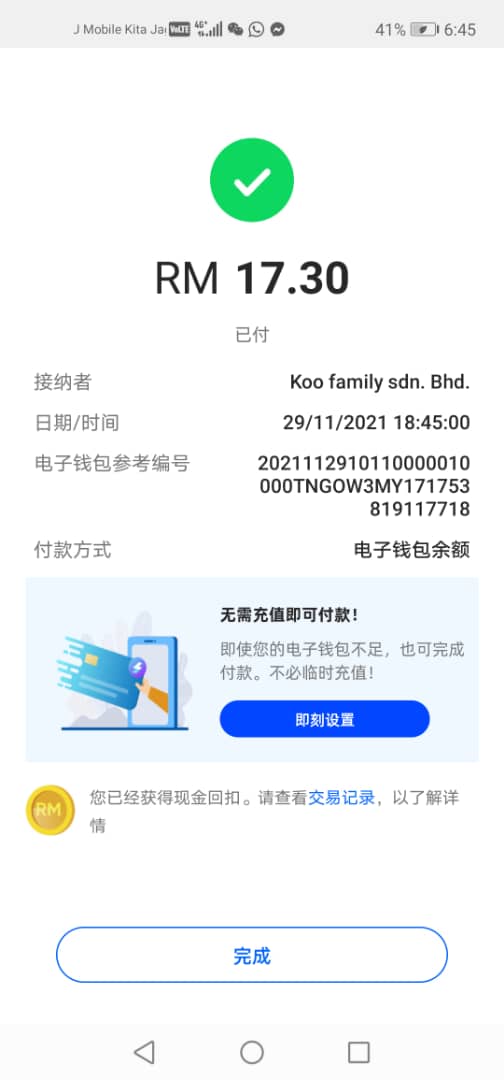 J Mobile Kita Ja
VoLTE 4G+ 41% 6:45
RM 17.30
已付
接纳者 Koo family sdn. Bhd.
日期/时间 29/11/2021 18:45:00
电子钱包参考编号 2021112910110000010
000TNGOW3MY171753
819117718
付款方式 电子钱包余额
无需充值即可付款！
即使您的电子钱包不足，也可完成
付款。不必临时充值！
即刻设置
RM
您已经获得现金回扣。请查看交易记录，以了解详
情
完成